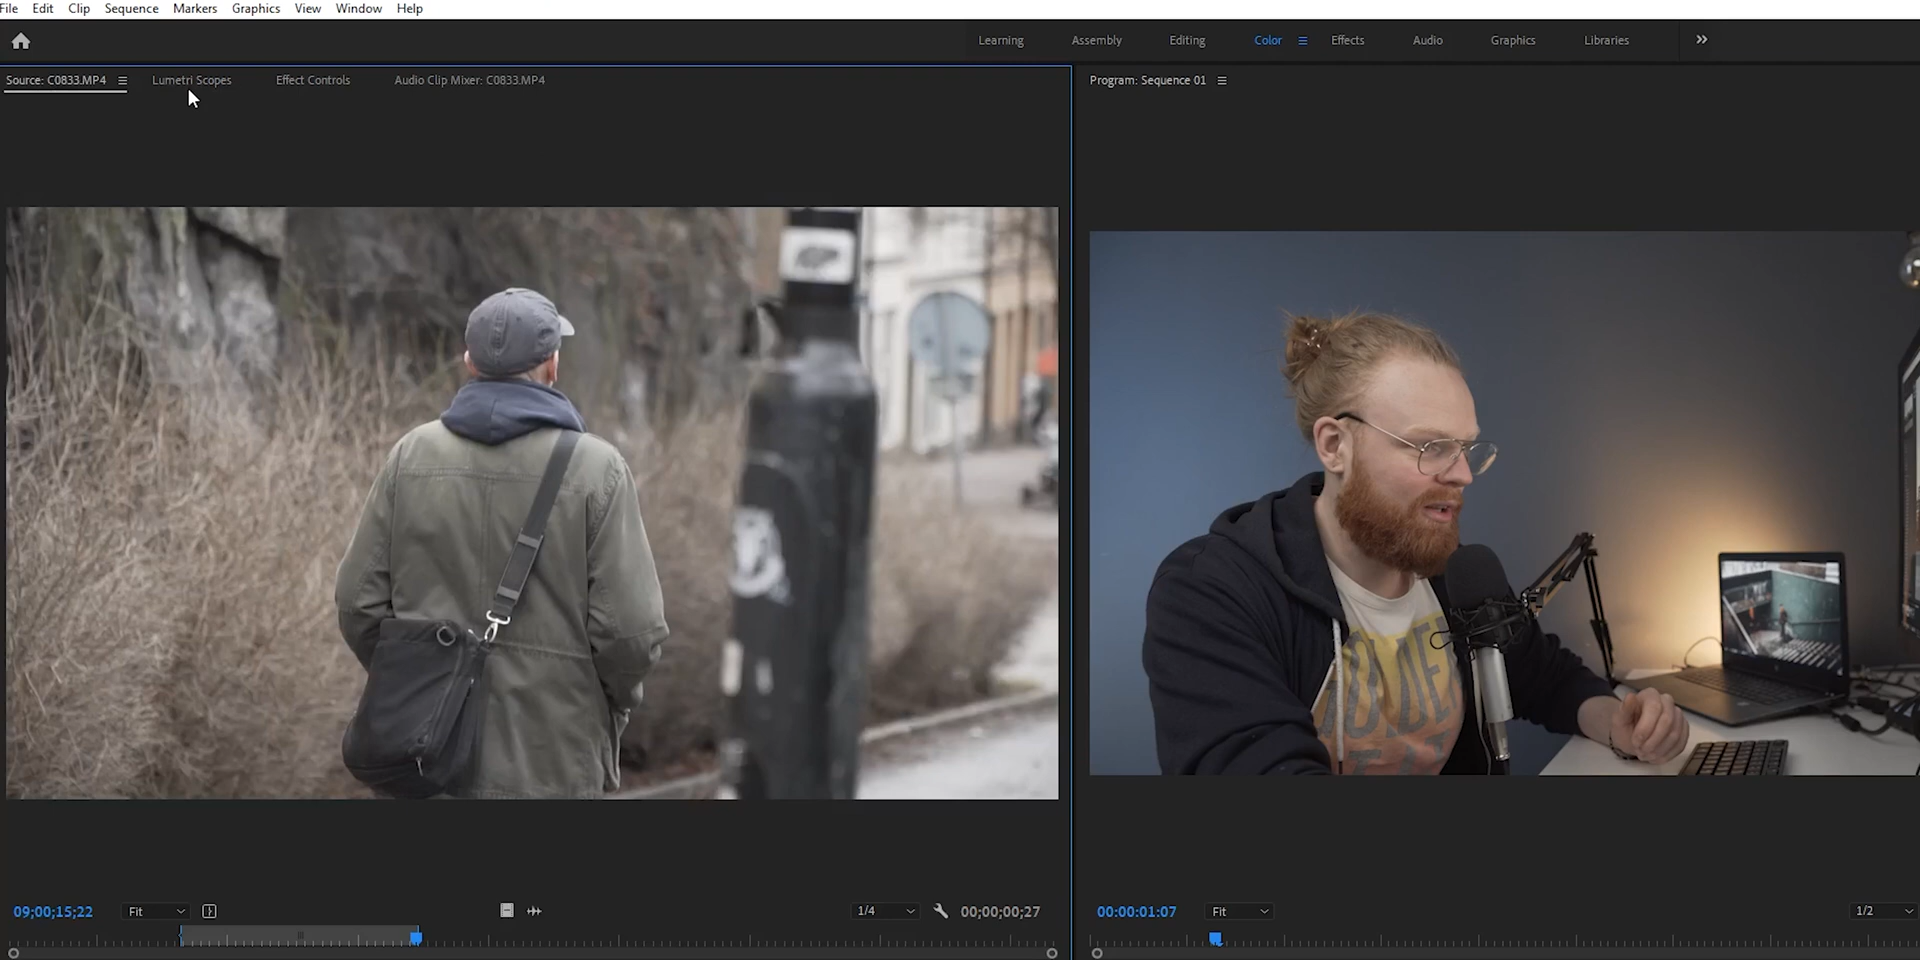 File Edit Clip Sequence Markers Graphics View Window Help
Learning Assembly Editing Color Effects Audio Graphics Libraries
Source: C0833.MP4 Lumetri Scopes Effect Controls Audio Clip Mixer: C0833.MP4
Program: Sequence 01
09;00;15;22 Fit 1/4 00;00;00;27
00:00:01:07 Fit 1/2